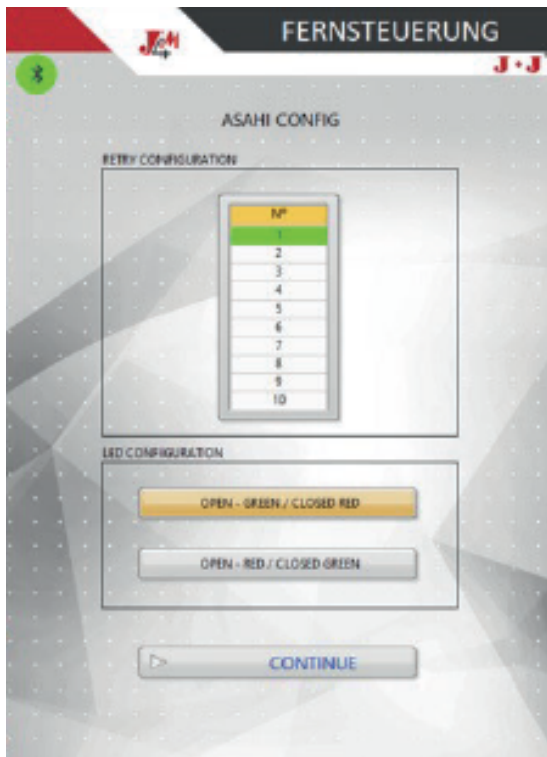 FERNSTEUERUNG
J+J
ASAHI CONFIG
RETRY CONFIGURATION
Nº
1
2
3
4
5
6
7
8
9
10
LED CONFIGURATION
OPEN - GREEN / CLOSED RED
OPEN - RED / CLOSED GREEN
CONTINUE